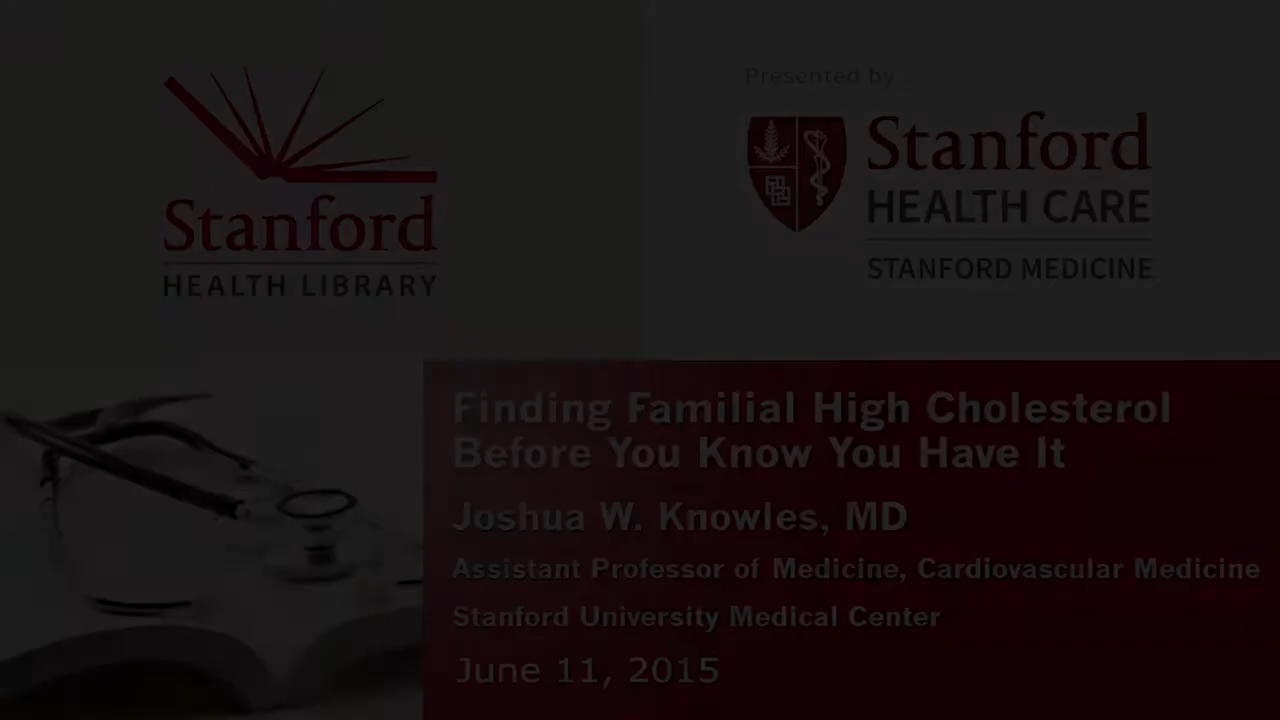 Stanford
HEALTH LIBRARY
Presented by
Stanford
HEALTH CARE
STANFORD MEDICINE
Finding Familial High Cholesterol
Before You Know You Have It
Joshua W. Knowles, MD
Assistant Professor of Medicine, Cardiovascular Medicine
Stanford University Medical Center
June 11, 2015